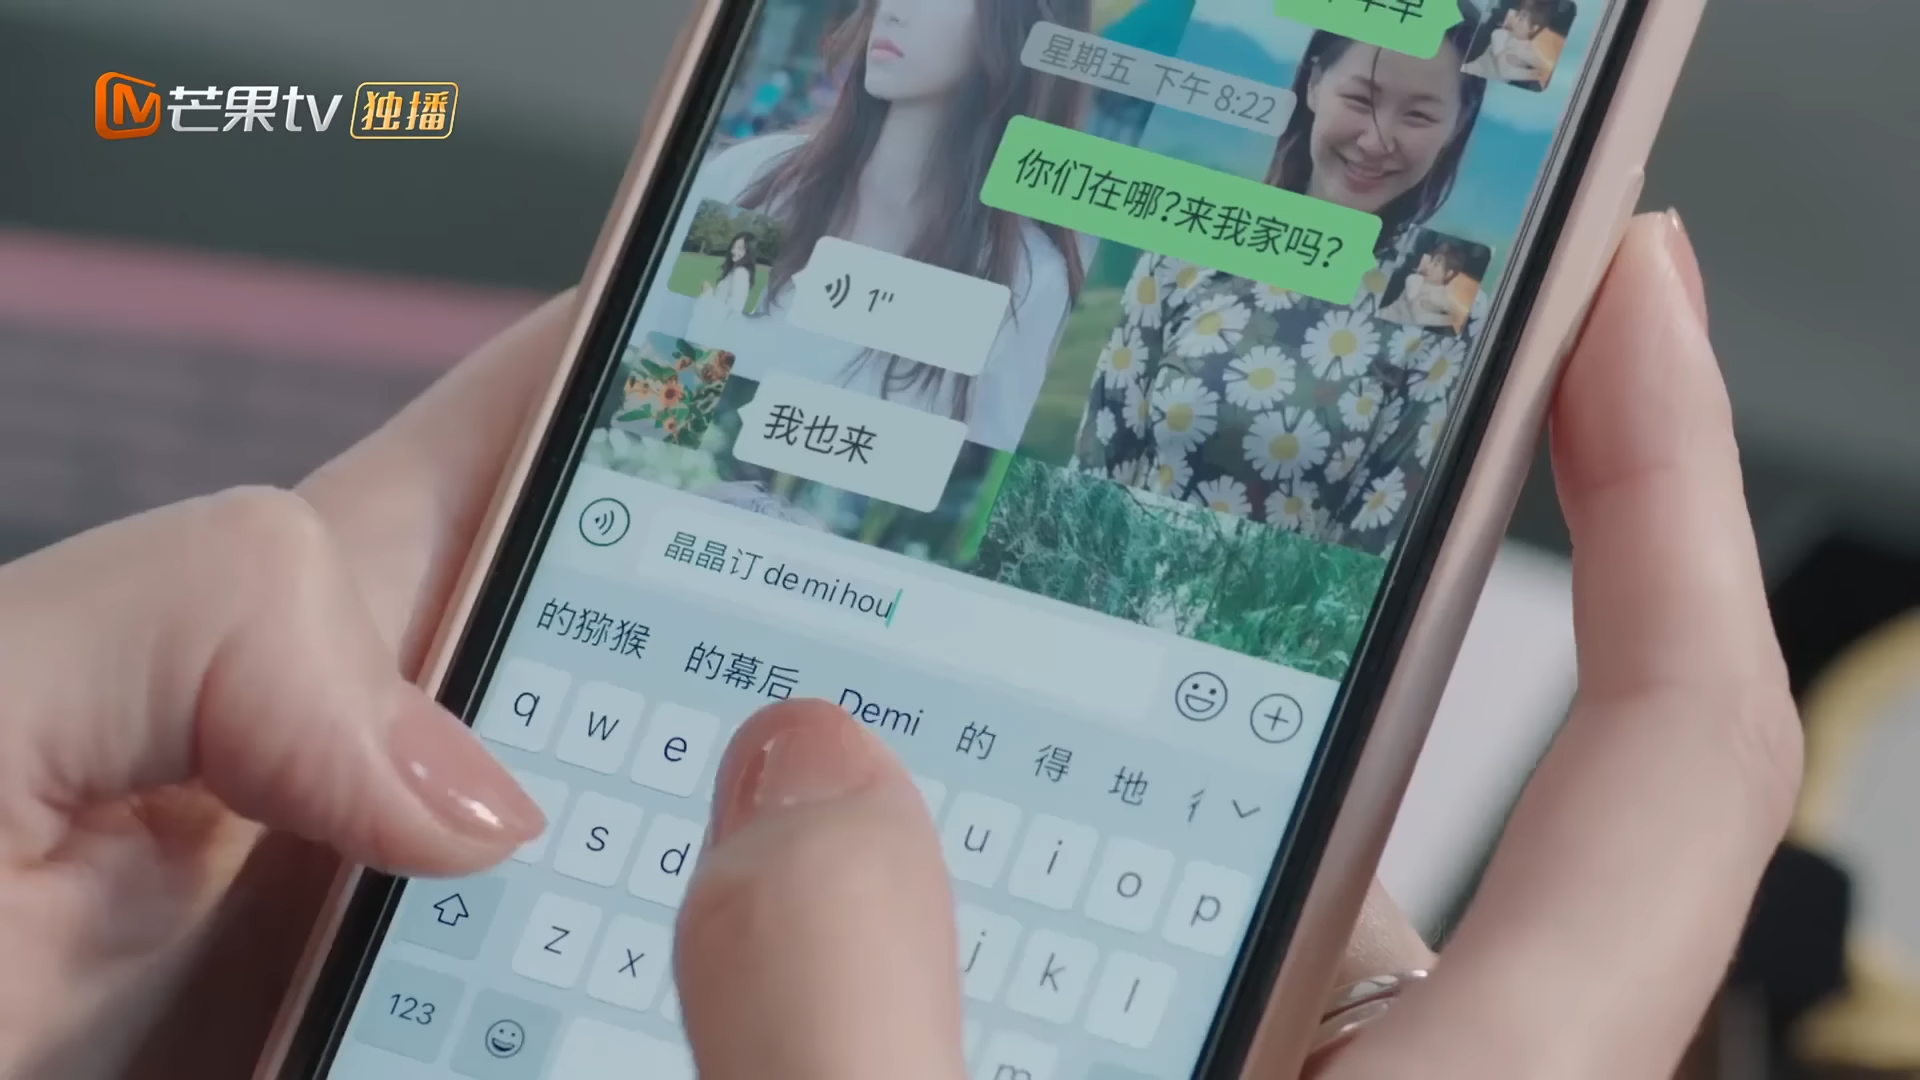 芒果tv 独播
星期五 下午 8:22
你们在哪?来我家吗?
1"
我也来
晶晶订de mi hou
的猕猴 的幕后 Demi 的 得 地
q w e u i o p
s d j k l
z x m
123